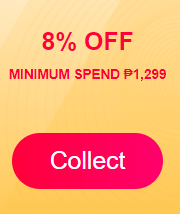 8% OFF
MINIMUM SPEND ₱1,299
Collect